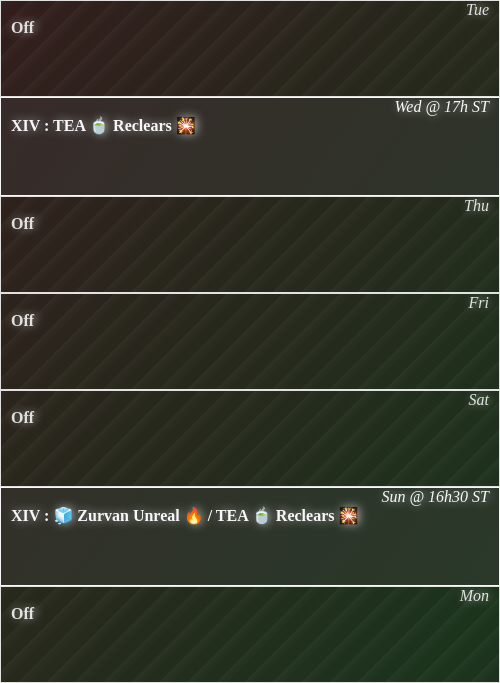 Tue
Off
Wed @ 17h ST
XIV : TEA 🍵 Reclears 🎇
Thu
Off
Fri
Off
Sat
Off
Sun @ 16h30 ST
XIV : 🧊 Zurvan Unreal 🔥 / TEA 🍵 Reclears 🎇
Mon
Off